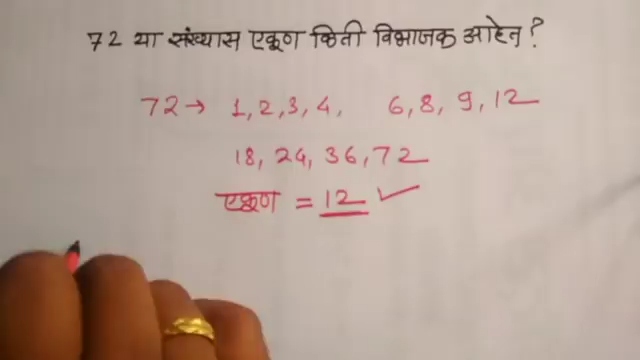 72 या संख्यास एकूण किती विभाजक आहेत?
72 → 1, 2, 3, 4, 6, 8, 9, 12
18, 24, 36, 72
एकूण = 12 ✓